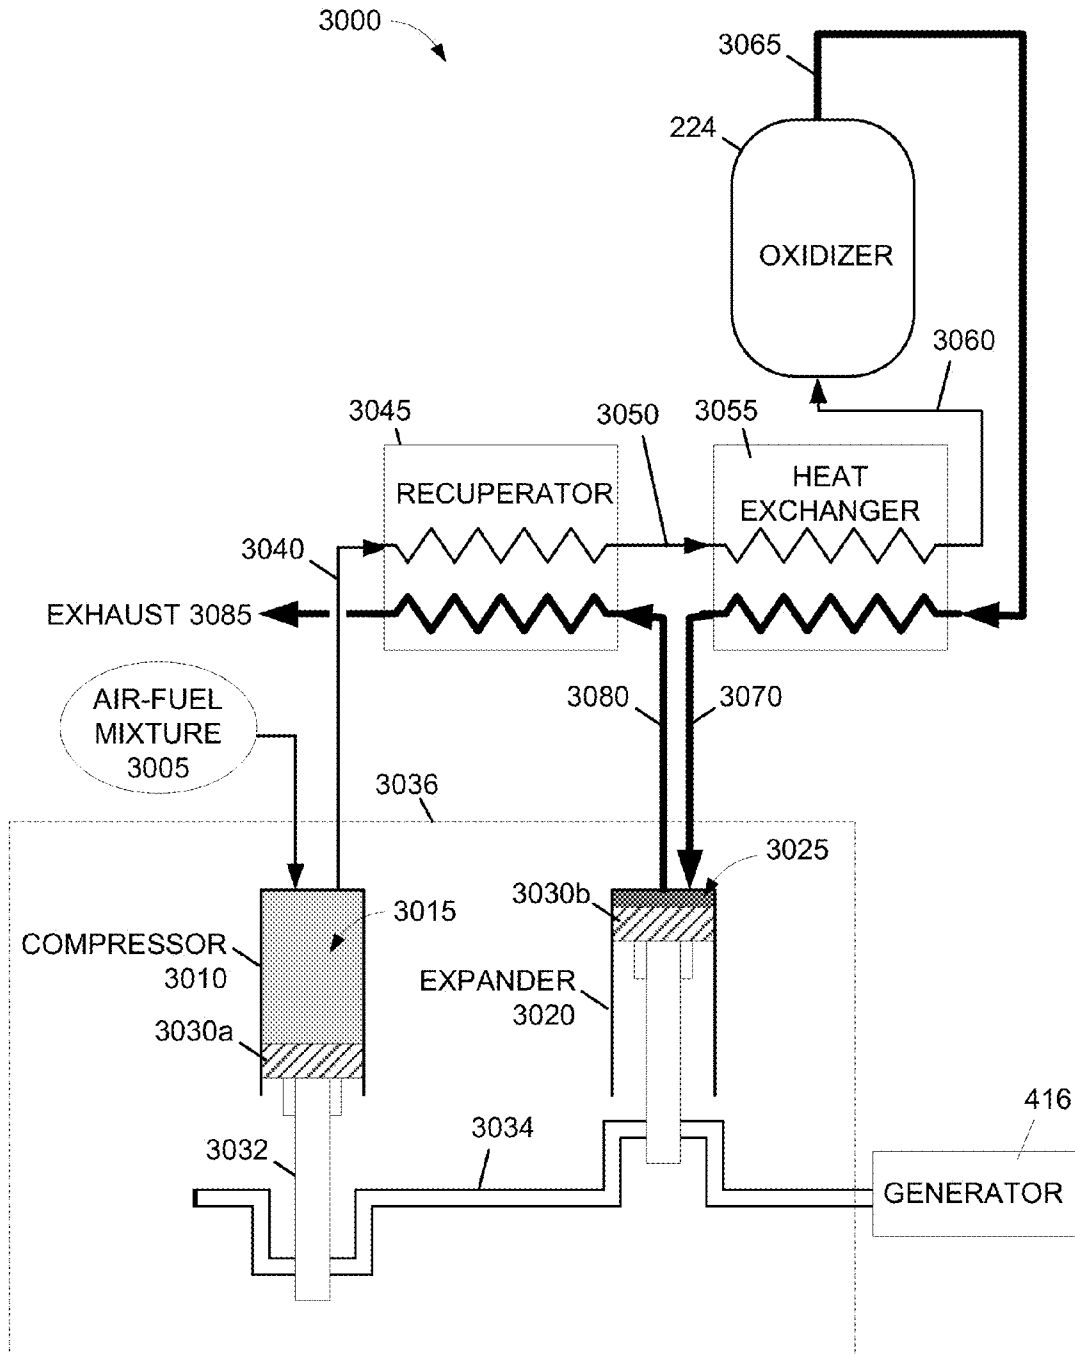 3000
3065
224
OXIDIZER
3060
3045
3050
3055
RECUPERATOR
HEAT
EXCHANGER
3040
EXHAUST 3085
3080
3070
AIR-FUEL
MIXTURE
3005
3036
3025
3030b
3015
COMPRESSOR
3010
EXPANDER
3020
3030a
416
3034
3032
GENERATOR